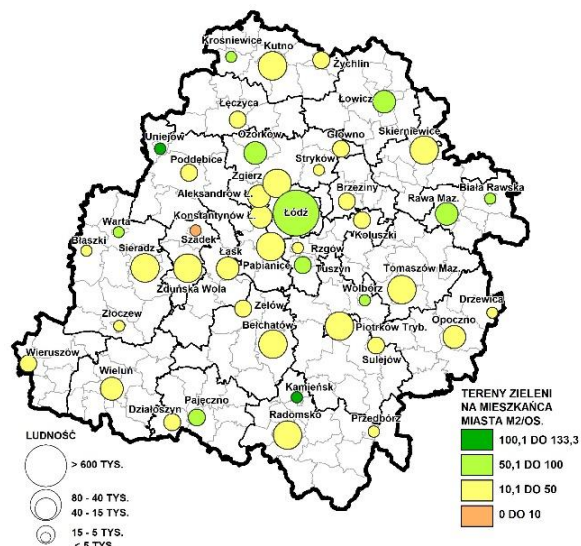 Krośniewice
Kutno
Żychlin
Łowicz
Łęczyca
Uniejów
Ozorków
Głowno
Skierniewice
Poddębice
Stryków
Zgierz
Aleksandrów Ł.
Brzeziny
Biała Rawska
Rawa Maz.
Warta
Konstantynów Ł.
Łódź
Koluszki
Błaszki
Szadek
Sieradz
Łask
Rzgów
Pabianice
Tuszyn
Zduńska Wola
Tomaszów Maz.
Wolbórz
Drzewica
Złoczew
Zelów
Bełchatów
Piotrków Tryb.
Opoczno
Sulejów
Wieruszów
Wieluń
Kamieńsk
Działoszyn
Pajęczno
Radomsko
Przedbórz
LUDNOŚĆ
> 600 TYS.
80 - 40 TYS.
40 - 15 TYS.
15 - 5 TYS.
< 5 TYS.
TERENY ZIELENI
NA MIESZKAŃCA
MIASTA M2/OS.
100,1 DO 133,3
50,1 DO 100
10,1 DO 50
0 DO 10